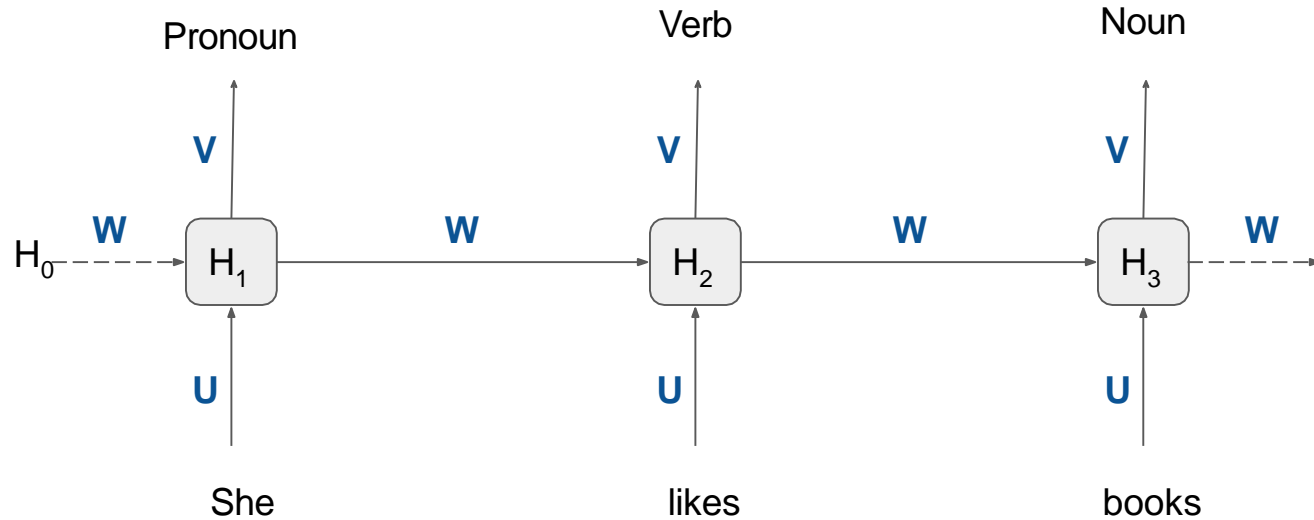 Pronoun Verb Noun
V V V
W W W W
H₀ H₁ H₂ H₃
U U U
She likes books